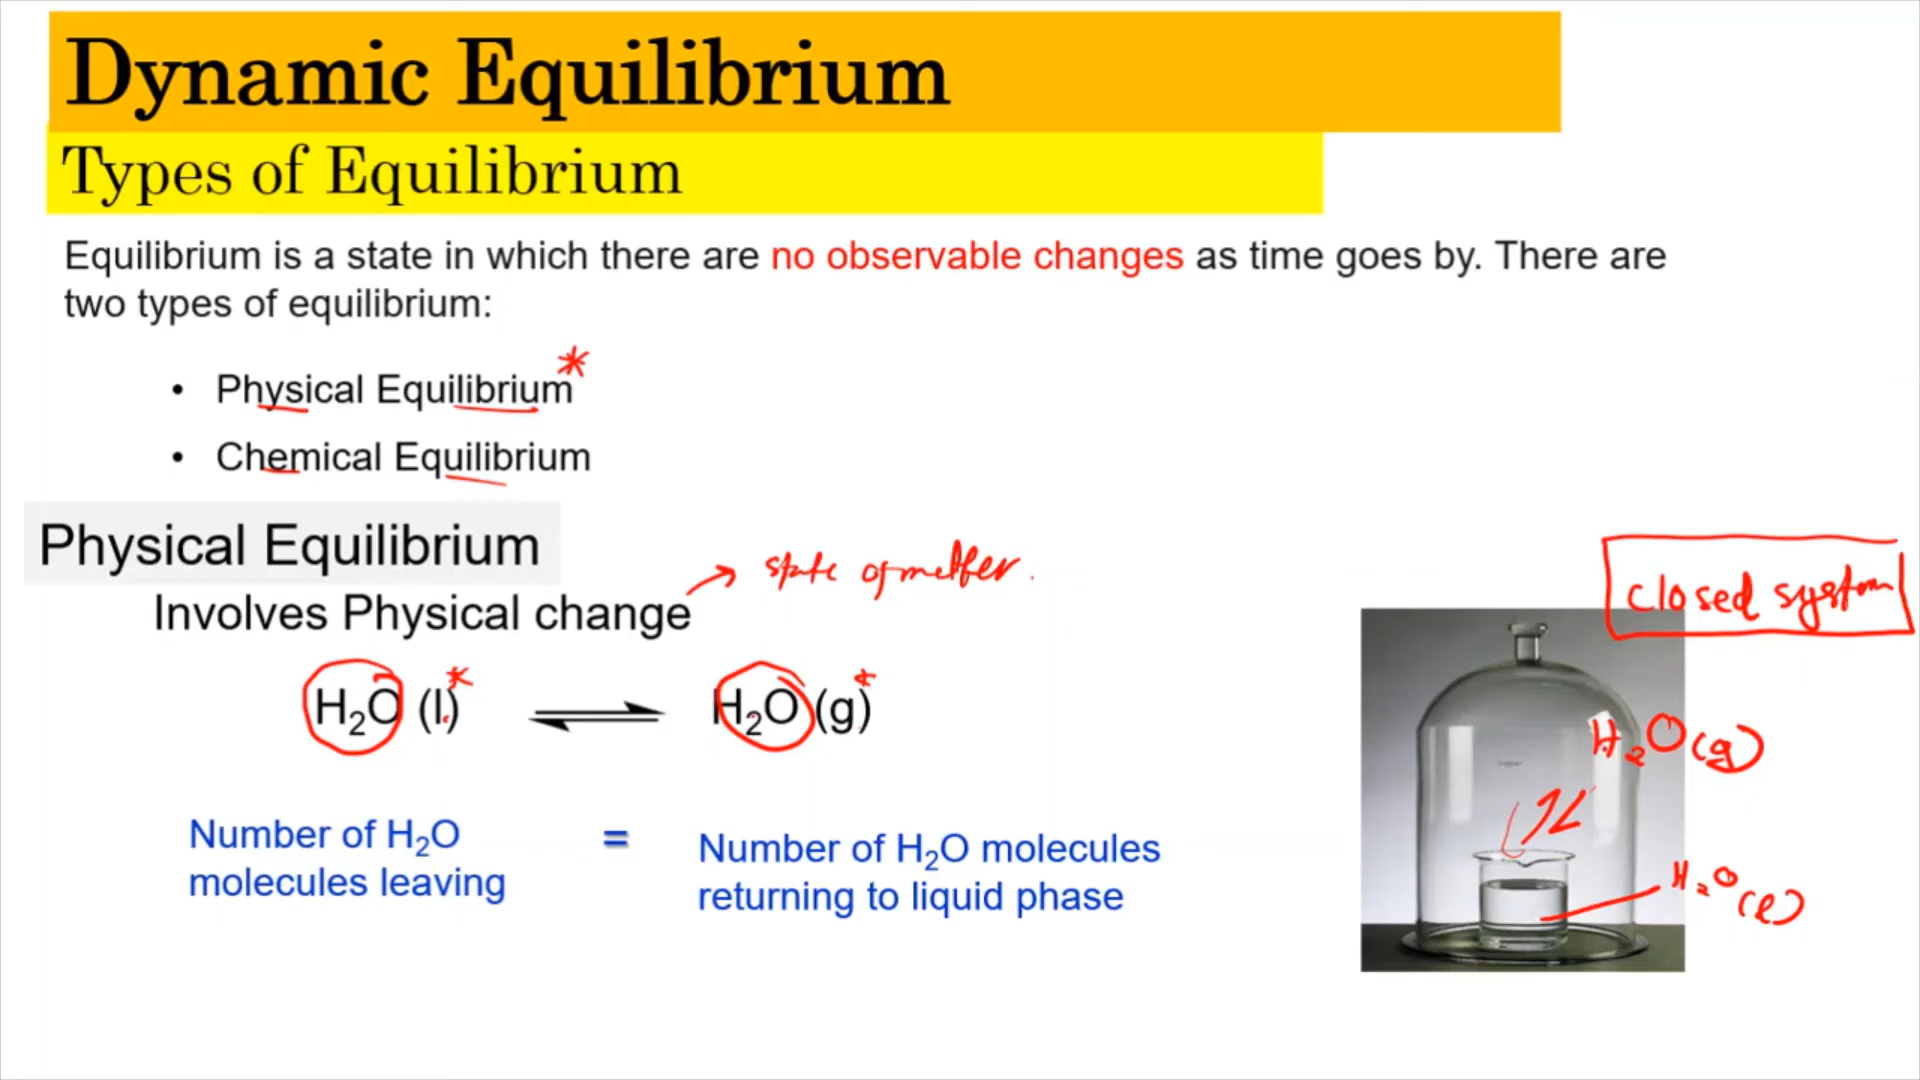 Dynamic Equilibrium
Types of Equilibrium
Equilibrium is a state in which there are no observable changes as time goes by. There are
two types of equilibrium:
• Physical Equilibrium*
• Chemical Equilibrium
Physical Equilibrium
→ state of matter.
closed system
Involves Physical change
H₂O (l)* ⇌ H₂O (g)*
H₂O(g)
Number of H₂O = Number of H₂O molecules
molecules leaving returning to liquid phase
H₂O(l)